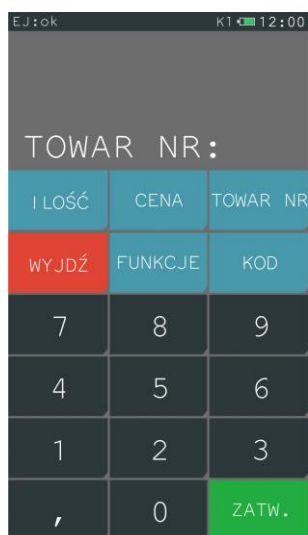 EJ:ok K1 12:00
TOWAR NR:
ILOŚĆ CENA TOWAR NR
WYJDŹ FUNKCJE KOD
7 8 9
4 5 6
1 2 3
, 0 ZATW.